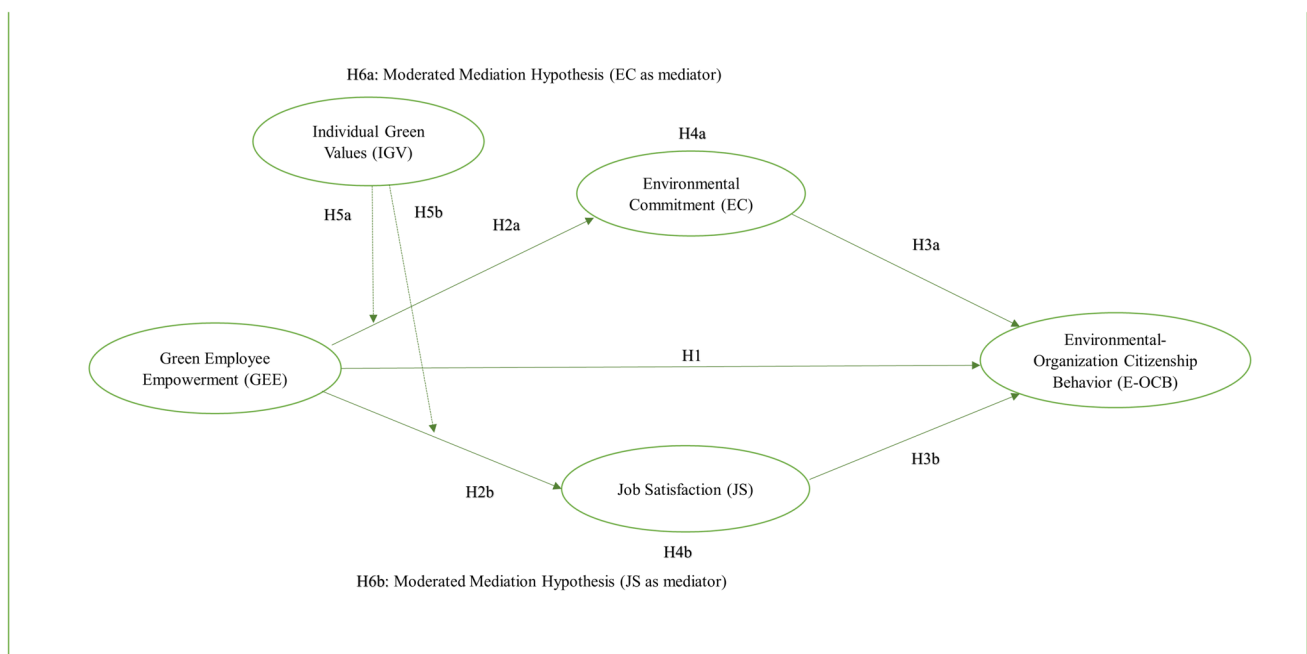 H6a: Moderated Mediation Hypothesis (EC as mediator)
Individual Green
Values (IGV)
H4a
Environmental
Commitment (EC)
H5a
H5b
H2a
H3a
Green Employee
Empowerment (GEE)
H1
Environmental-
Organization Citizenship
Behavior (E-OCB)
H2b
Job Satisfaction (JS)
H3b
H4b
H6b: Moderated Mediation Hypothesis (JS as mediator)